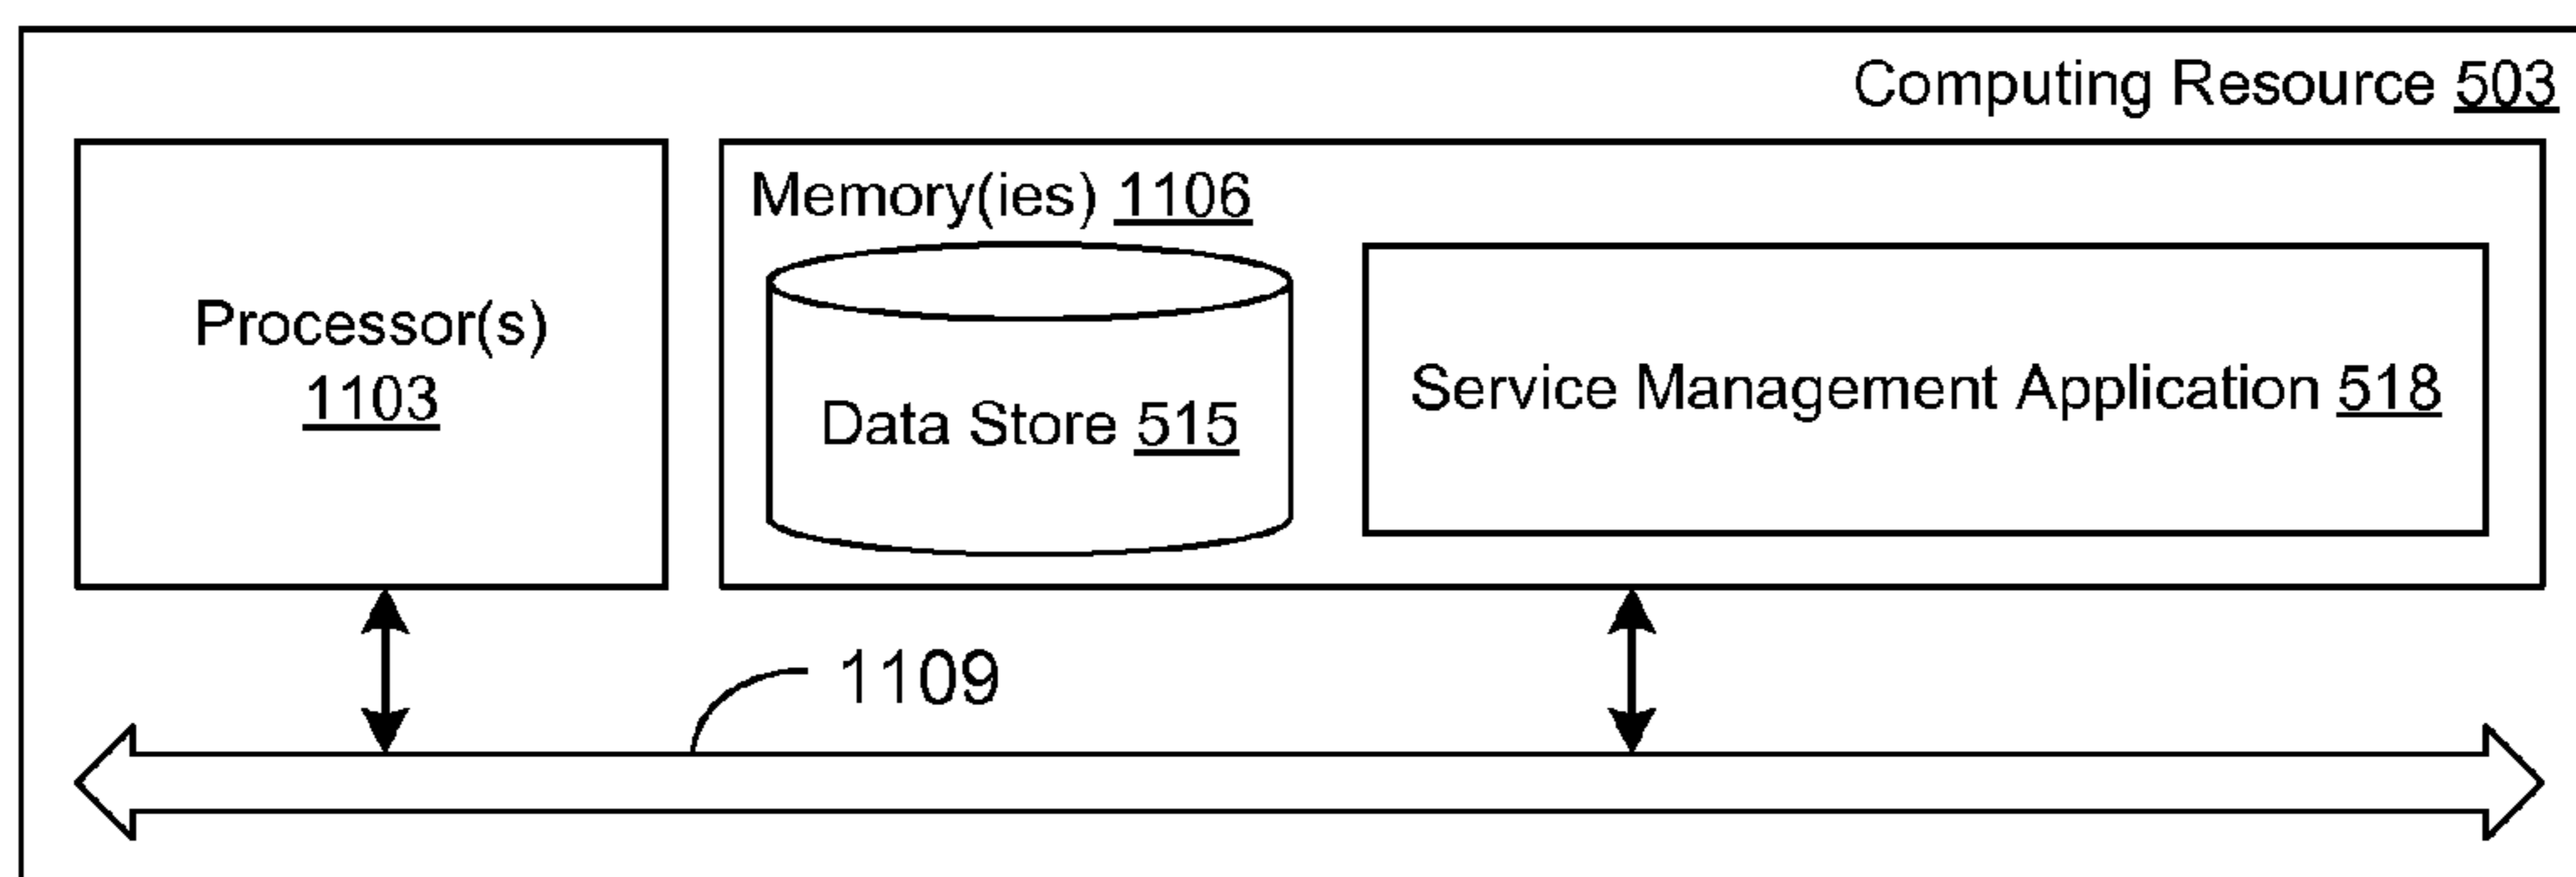 Computing Resource 503
Memory(ies) 1106
Processor(s)
1103
Data Store 515
Service Management Application 518
1109